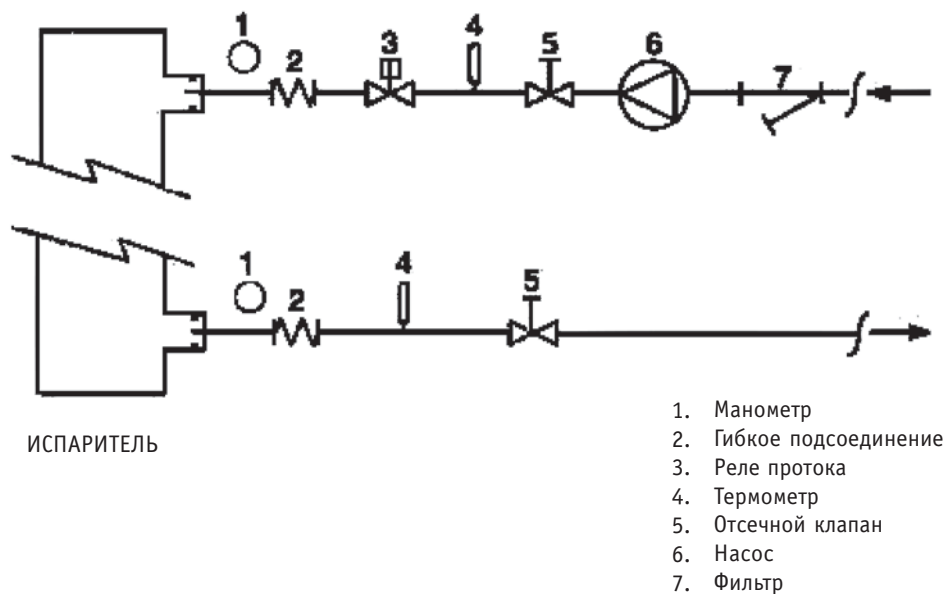 1
2
3
4
5
6
7
1
2
4
5
ИСПАРИТЕЛЬ
1. Манометр
2. Гибкое подсоединение
3. Реле протока
4. Термометр
5. Отсечной клапан
6. Насос
7. Фильтр